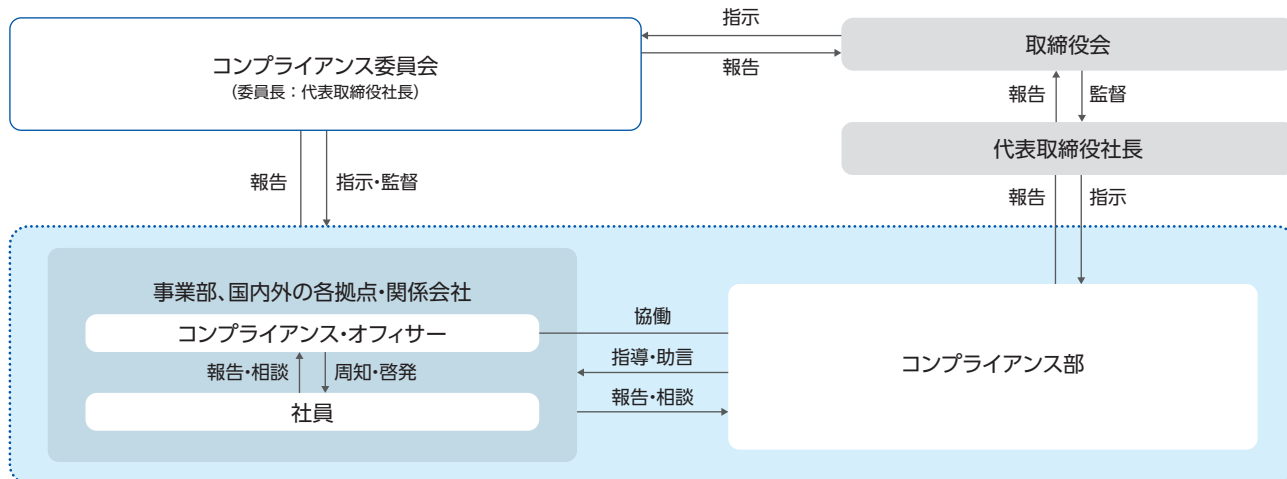 指示
コンプライアンス委員会
(委員長：代表取締役社長)
報告
取締役会
報告
監督
代表取締役社長
報告
指示・監督
報告
指示
事業部、国内外の各拠点・関係会社
コンプライアンス・オフィサー
協働
報告・相談
周知・啓発
指導・助言
コンプライアンス部
社員
報告・相談